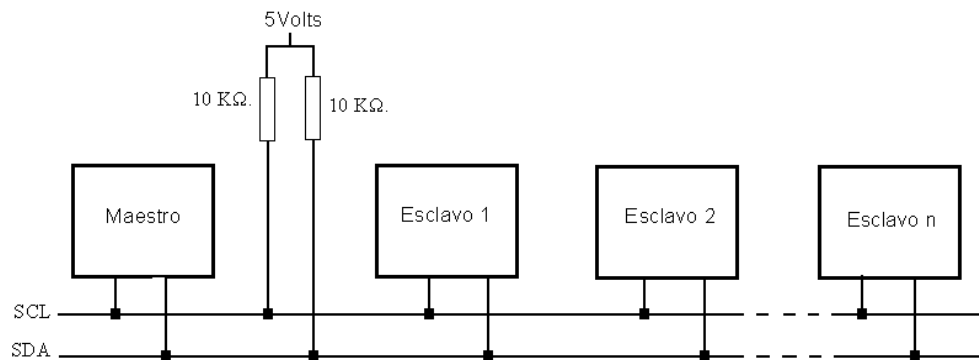 5Volts
10 KΩ.
10 KΩ.
Maestro
Esclavo 1
Esclavo 2
Esclavo n
SCL
SDA